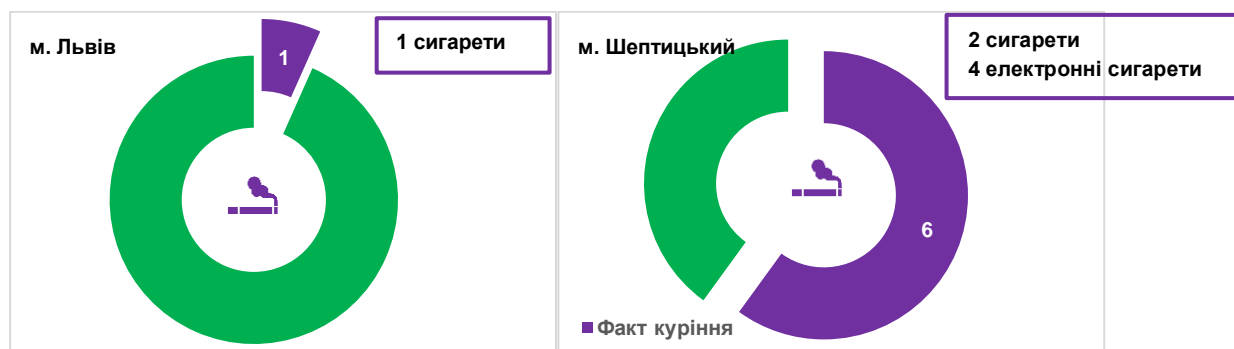 м. Львів
1
1 сигарети
м. Шептицький
2 сигарети
4 електронні сигарети
6
Факт куріння